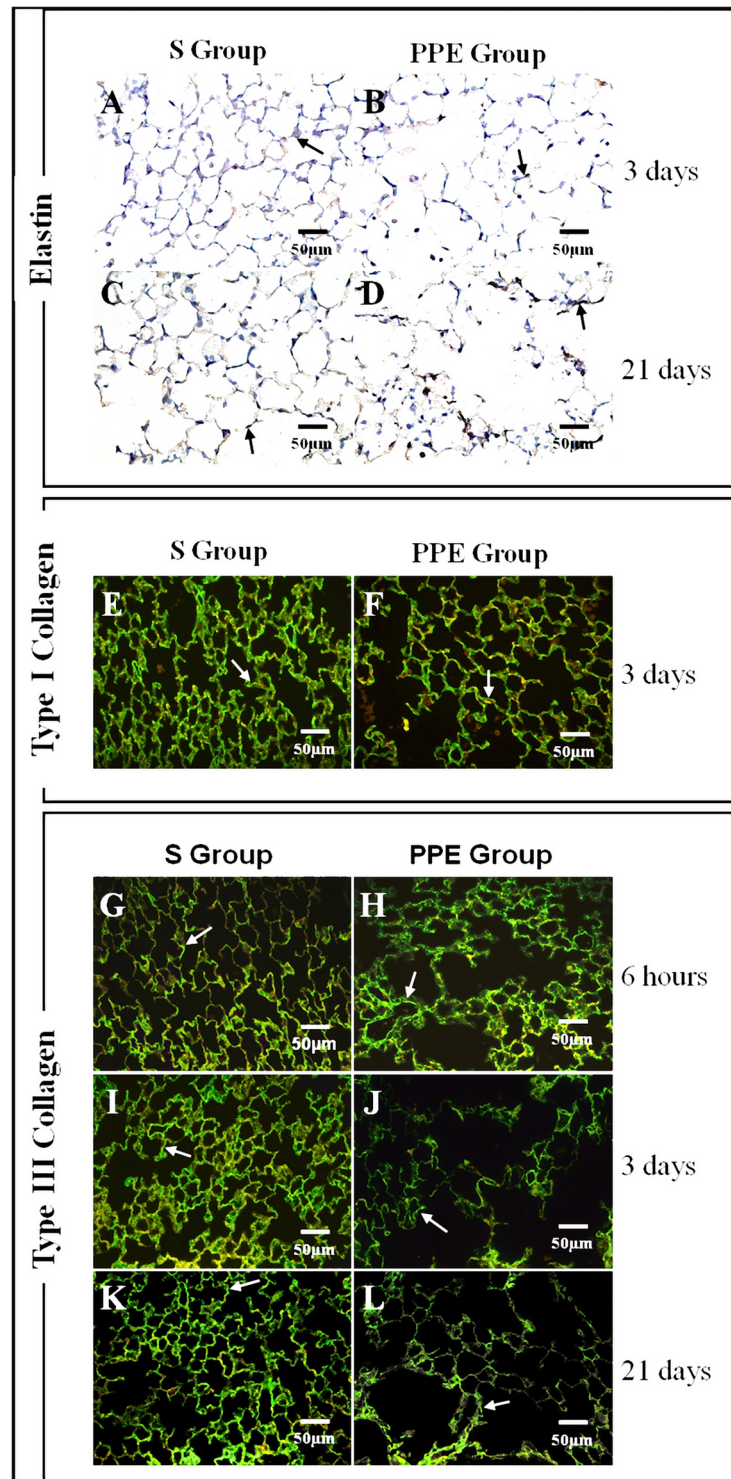 Elastin
S Group PPE Group
A B
3 days
50µm 50µm
C D
21 days
50µm 50µm
Type I Collagen
S Group PPE Group
E F
3 days
50µm 50µm
Type III Collagen
S Group PPE Group
G H
6 hours
50µm 50µm
I J
3 days
50µm 50µm
K L
21 days
50µm 50µm